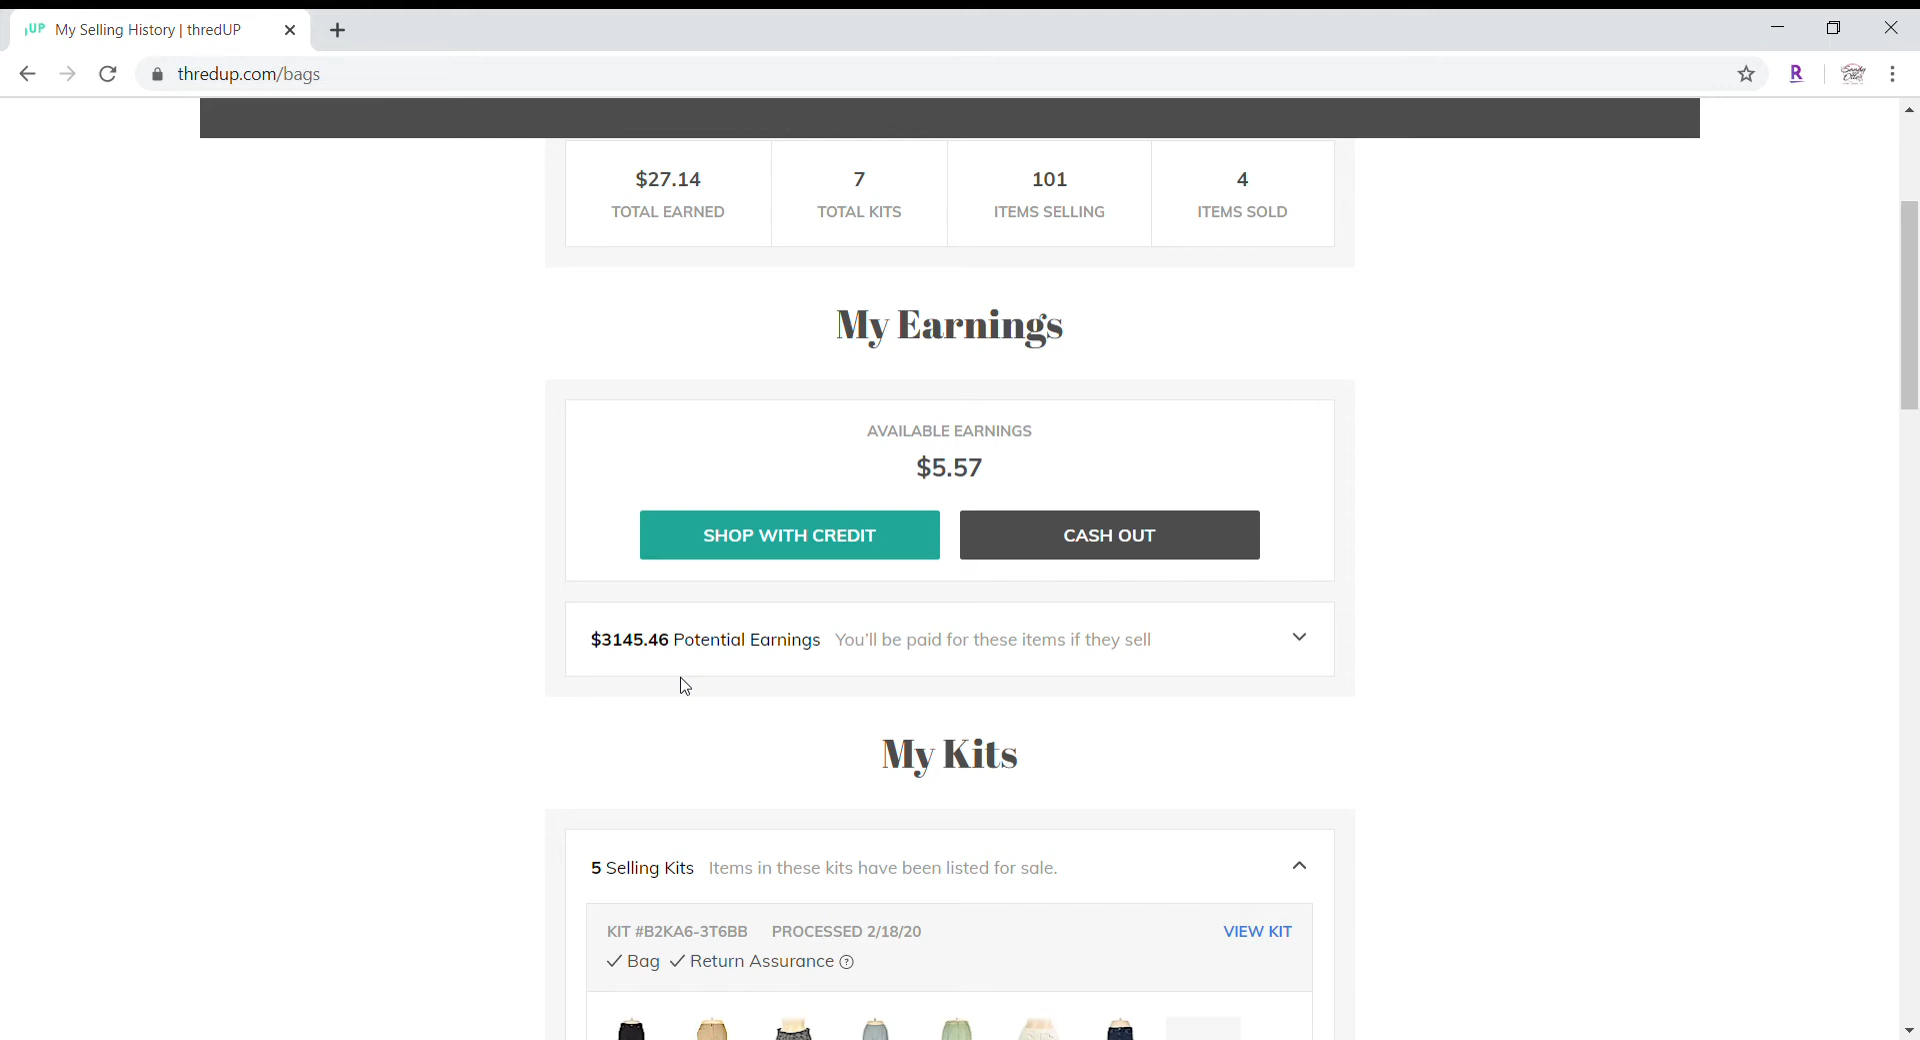 UP My Selling History | thredUP
thredup.com/bags
R
Sandy Otto
$27.14 7 101 4
TOTAL EARNED TOTAL KITS ITEMS SELLING ITEMS SOLD
My Earnings
AVAILABLE EARNINGS
$5.57
SHOP WITH CREDIT CASH OUT
$3145.46 Potential Earnings You'll be paid for these items if they sell
My Kits
5 Selling Kits Items in these kits have been listed for sale.
KIT #B2KA6-3T6BB PROCESSED 2/18/20 VIEW KIT
Bag Return Assurance ?